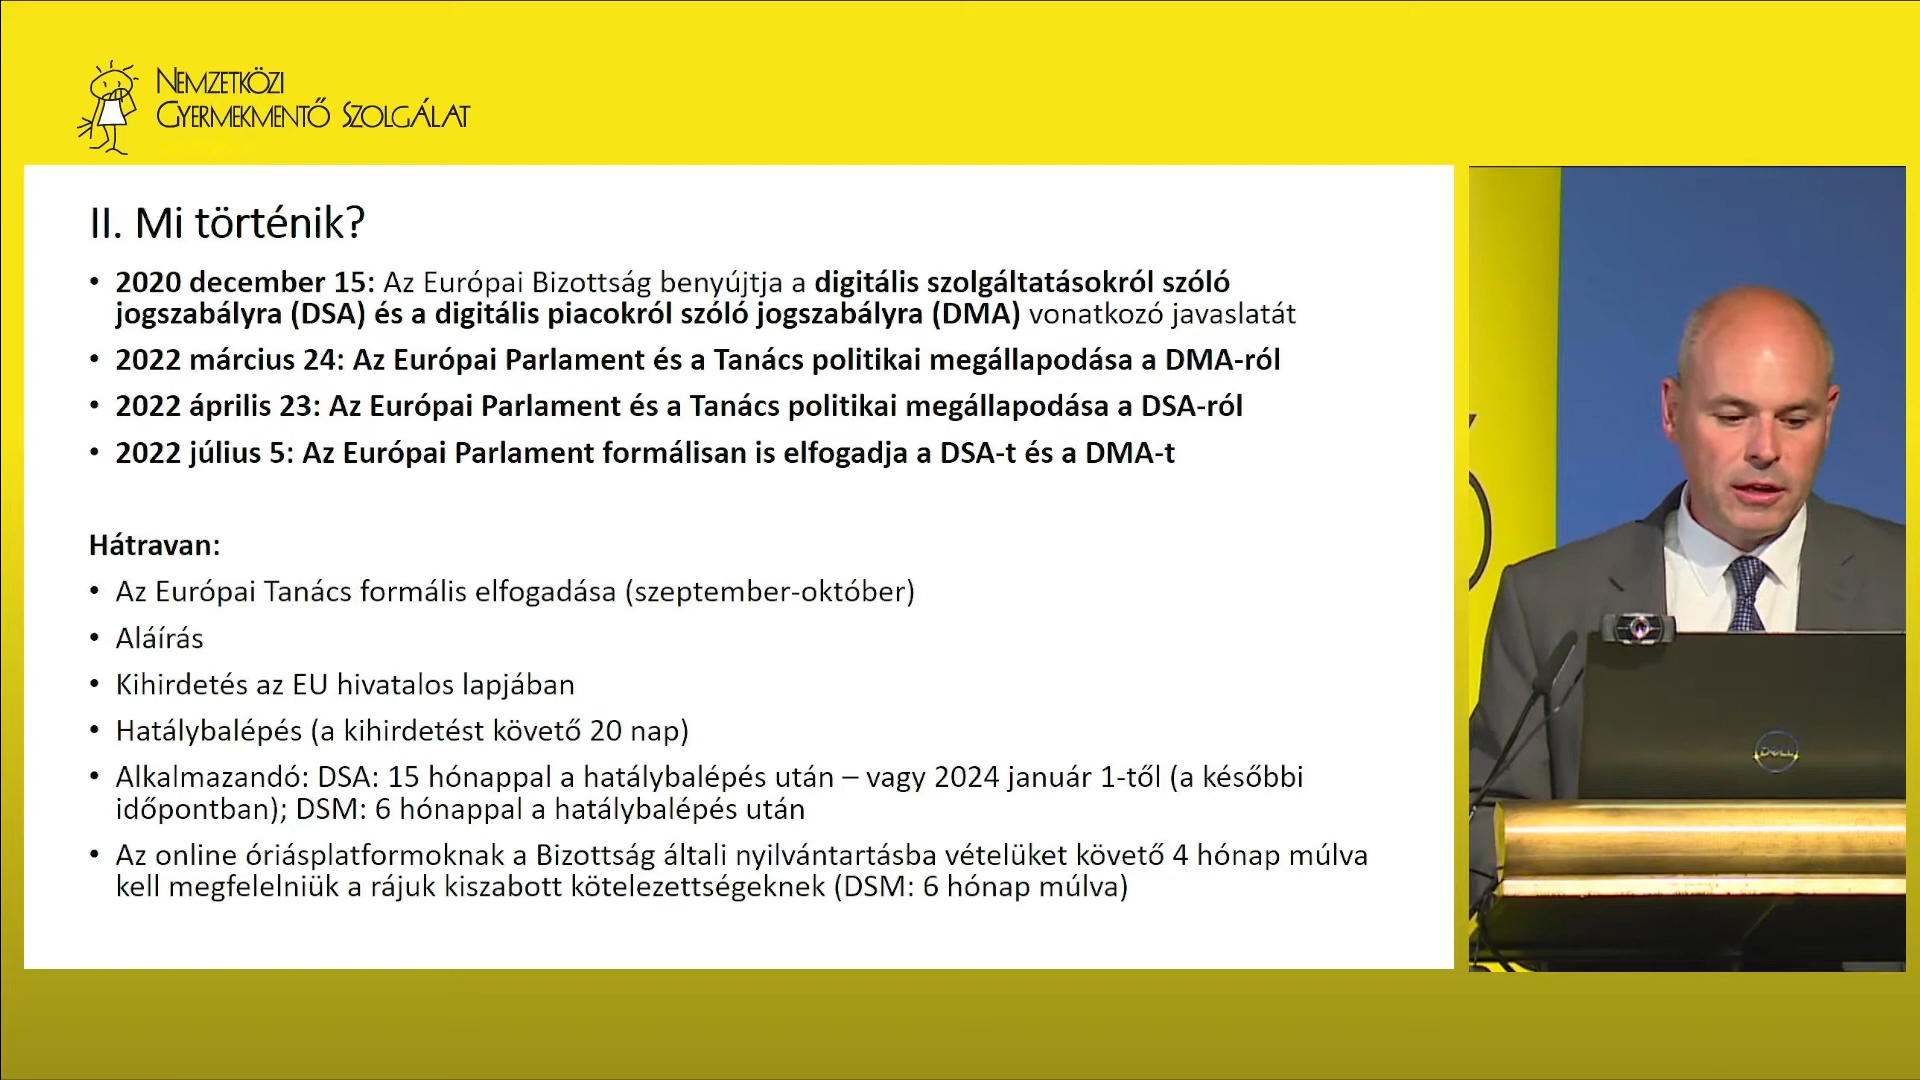 NEMZETKÖZI
GYERMEKMENTŐ SZOLGÁLAT
II. Mi történik?
• 2020 december 15: Az Európai Bizottság benyújtja a digitális szolgáltatásokról szóló
jogszabályra (DSA) és a digitális piacokról szóló jogszabályra (DMA) vonatkozó javaslatát
• 2022 március 24: Az Európai Parlament és a Tanács politikai megállapodása a DMA-ról
• 2022 április 23: Az Európai Parlament és a Tanács politikai megállapodása a DSA-ról
• 2022 július 5: Az Európai Parlament formálisan is elfogadja a DSA-t és a DMA-t
Hátravan:
• Az Európai Tanács formális elfogadása (szeptember-október)
• Aláírás
• Kihirdetés az EU hivatalos lapjában
• Hatálybalépés (a kihirdetést követő 20 nap)
• Alkalmazandó: DSA: 15 hónappal a hatálybalépés után – vagy 2024 január 1-től (a későbbi
időpontban); DSM: 6 hónappal a hatálybalépés után
• Az online óriásplatformoknak a Bizottság általi nyilvántartásba vételüket követő 4 hónap múlva
kell megfelelniük a rájuk kiszabott kötelezettségeknek (DSM: 6 hónap múlva)
DELL